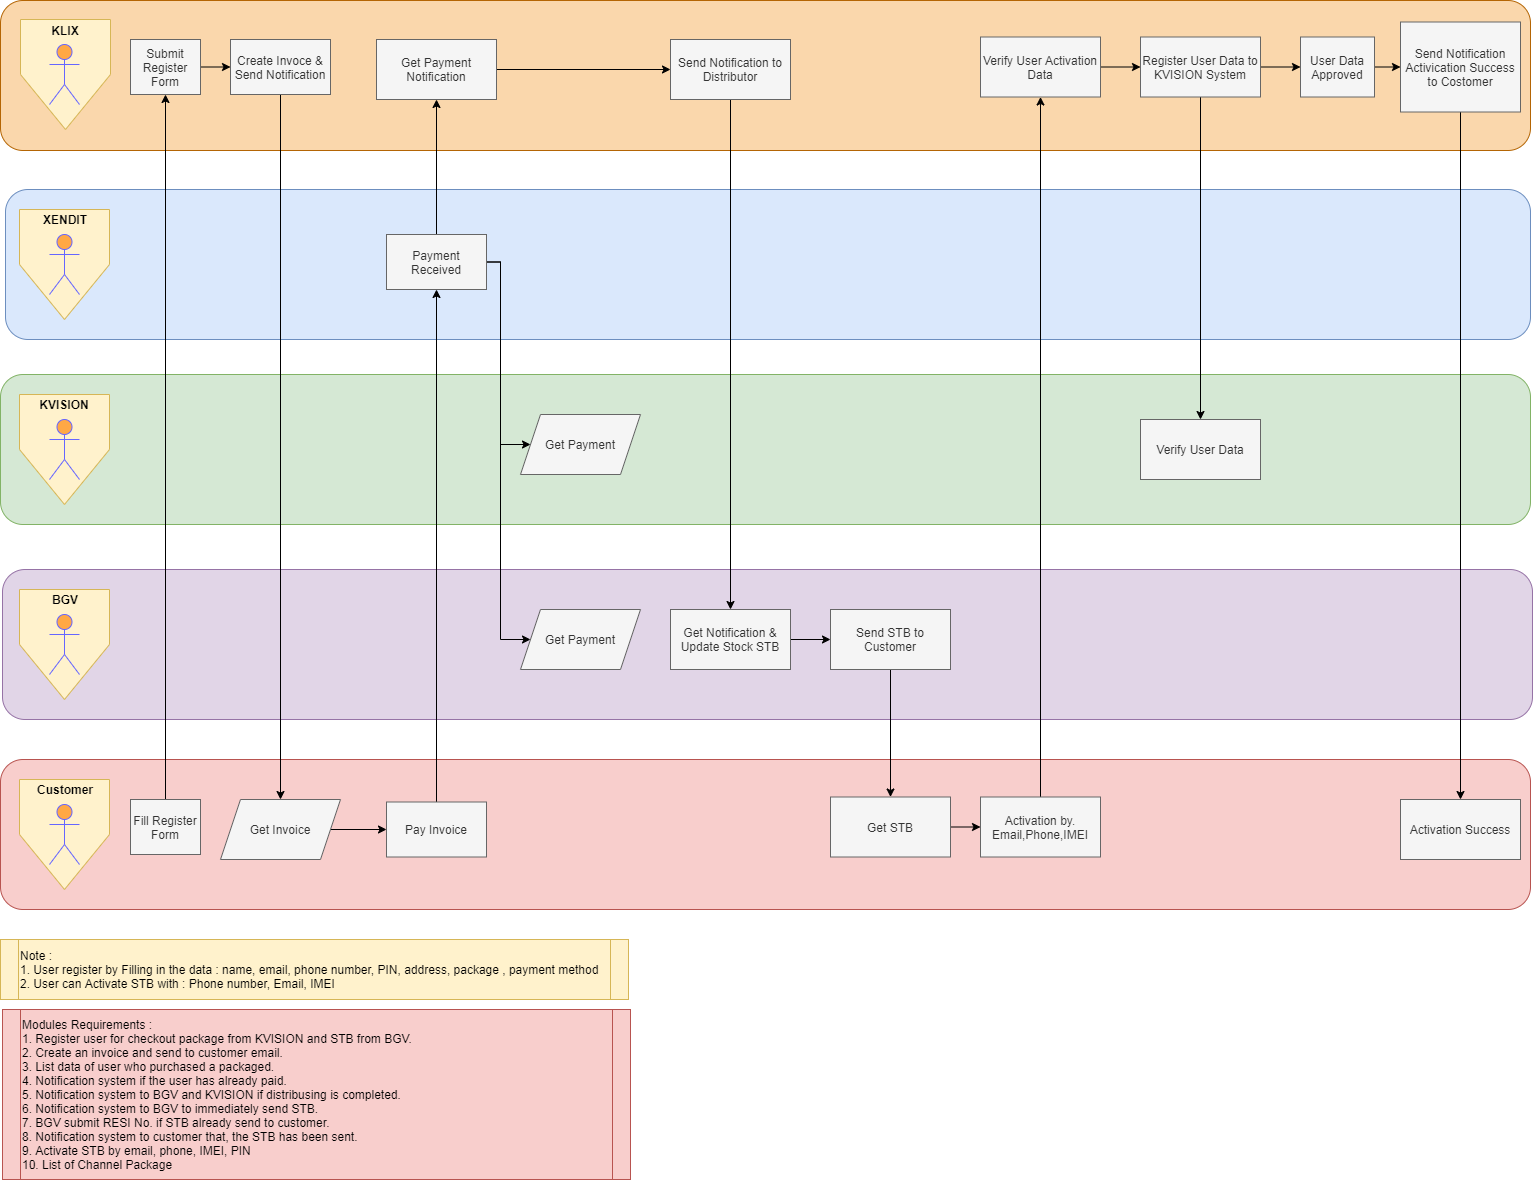 KLIX
Submit
Register
Form
Create Invoce &
Send Notification
Get Payment
Notification
Send Notification to
Distributor
Verify User Activation
Data
Register User Data to
KVISION System
User Data
Approved
Send Notification
Activication Success
to Costomer
XENDIT
Payment
Received
KVISION
Get Payment
Verify User Data
BGV
Get Payment
Get Notification &
Update Stock STB
Send STB to
Customer
Customer
Fill Register
Form
Get Invoice
Pay Invoice
Get STB
Activation by.
Email,Phone,IMEI
Activation Success
Note :
1. User register by Filling in the data : name, email, phone number, PIN, address, package , payment method
2. User can Activate STB with : Phone number, Email, IMEI
Modules Requirements :
1. Register user for checkout package from KVISION and STB from BGV.
2. Create an invoice and send to customer email.
3. List data of user who purchased a packaged.
4. Notification system if the user has already paid.
5. Notification system to BGV and KVISION if distribusing is completed.
6. Notification system to BGV to immediately send STB.
7. BGV submit RESI No. if STB already send to customer.
8. Notification system to customer that, the STB has been sent.
9. Activate STB by email, phone, IMEI, PIN
10. List of Channel Package